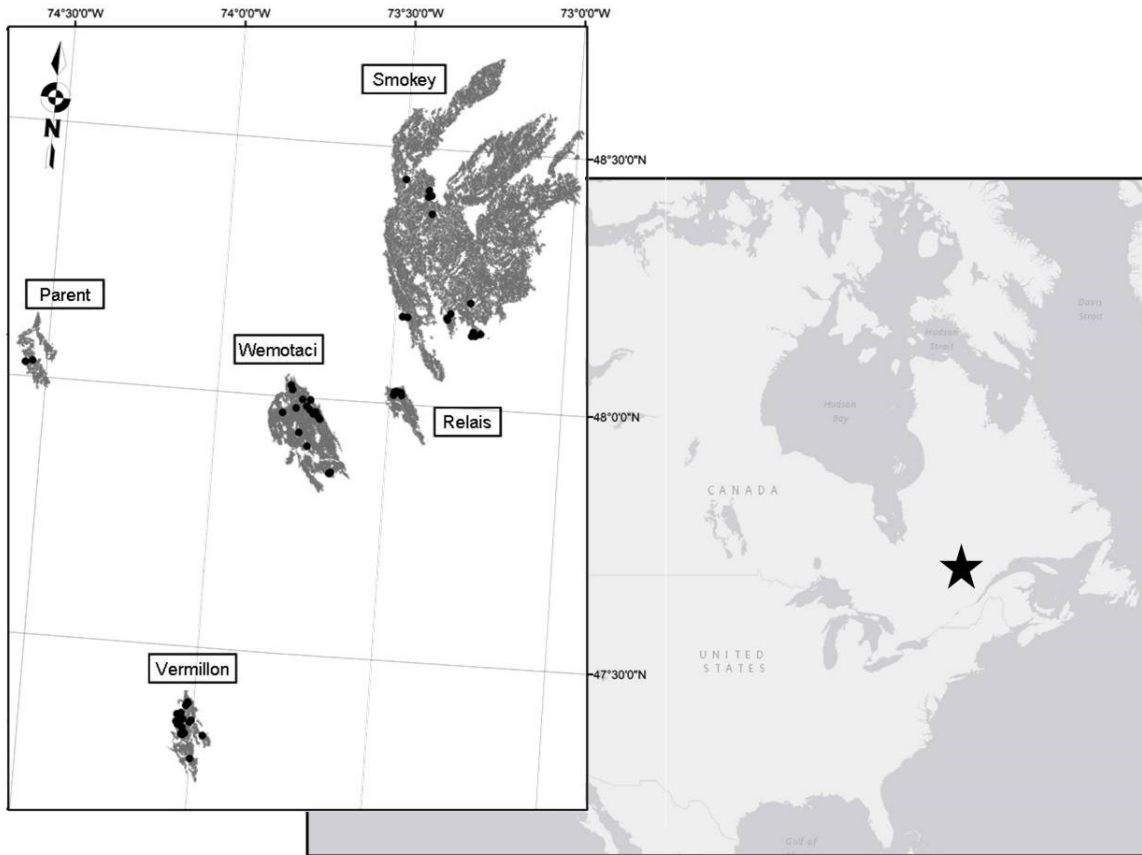 74°30'0"W 74°0'0"W 73°30'0"W 73°0'0"W
Smokey
N
48°30'0"N
Parent
Wemotaci
Relais
48°0'0"N
47°30'0"N
Vermillon
Davis
Strait
Hudson
Strait
Hudson
Bay
CANADA
UNITED
STATES
Gulf of